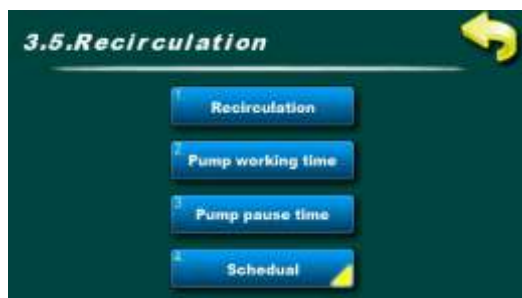 3.5.Recirculation
1
Recirculation
2
Pump working time
3
Pump pause time
4
Schedual